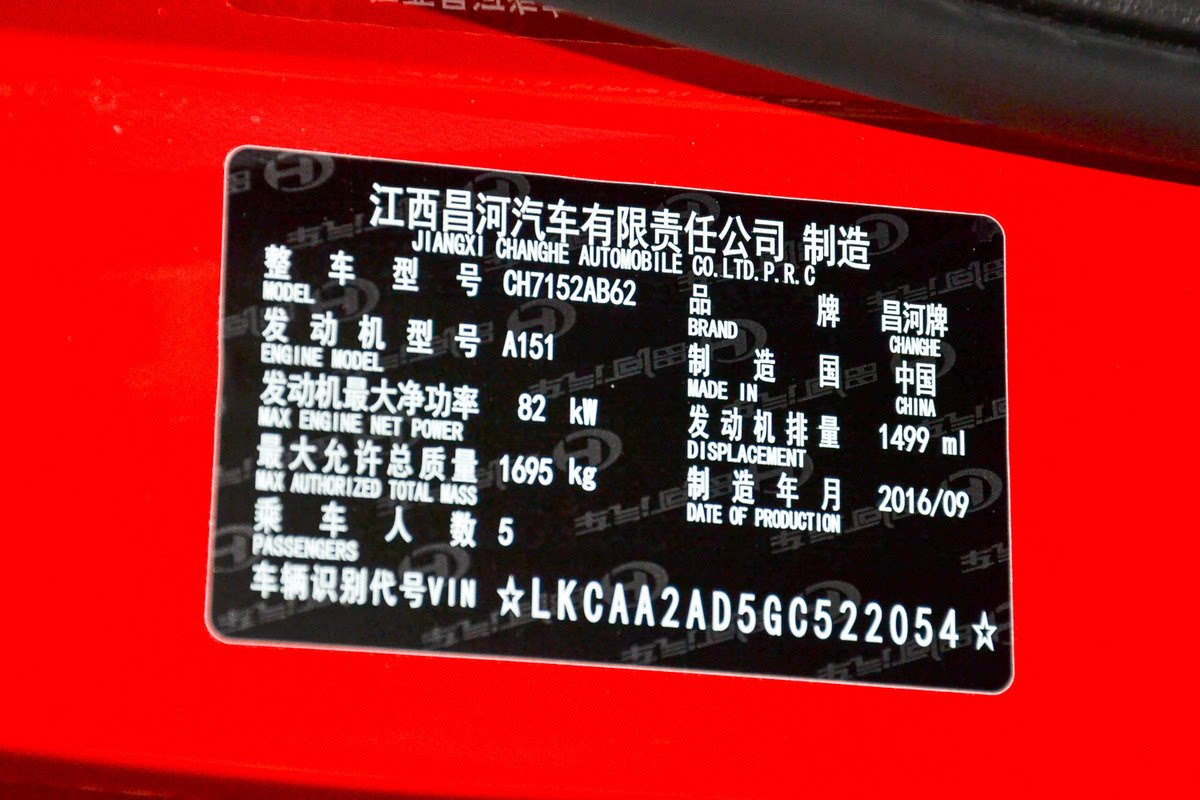 江西昌河汽车有限责任公司 制造
JIANGXI CHANGHE AUTOMOBILE CO.LTD.P.R.C
整车型号 CH7152AB62 品牌 昌河牌
MODEL BRAND CHANGHE
发动机型号 A151 制造国 中国
ENGINE MODEL MADE IN CHINA
发动机最大净功率 82 kW 发动机排量 1499 ml
MAX ENGINE NET POWER DISPLACEMENT
最大允许总质量 1695 kg 制造年月 2016/09
MAX AUTHORIZED TOTAL MASS DATE OF PRODUCTION
乘车人数 5
PASSENGERS
车辆识别代号VIN ☆LKCAA2AD5GC522054☆